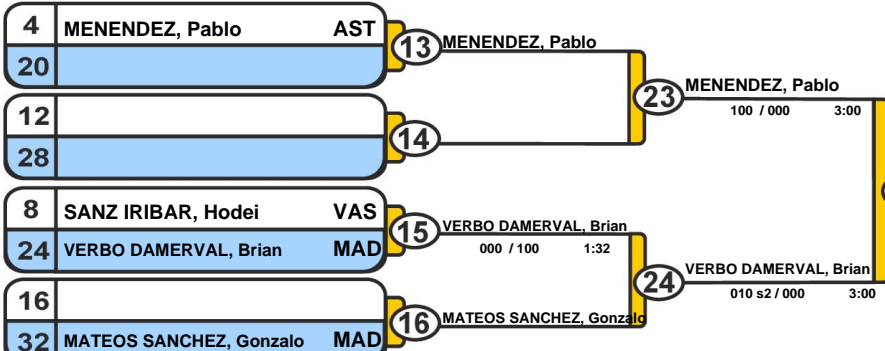 4 MENENDEZ, Pablo AST
20
13 MENENDEZ, Pablo
12
28
14
23 MENENDEZ, Pablo
100 / 000 3:00
8 SANZ IRIBAR, Hodei VAS
24 VERBO DAMERVAL, Brian MAD
15 VERBO DAMERVAL, Brian
000 / 100 1:32
16
32 MATEOS SANCHEZ, Gonzalo MAD
16 MATEOS SANCHEZ, Gonzalo
24 VERBO DAMERVAL, Brian
010 s2 / 000 3:00